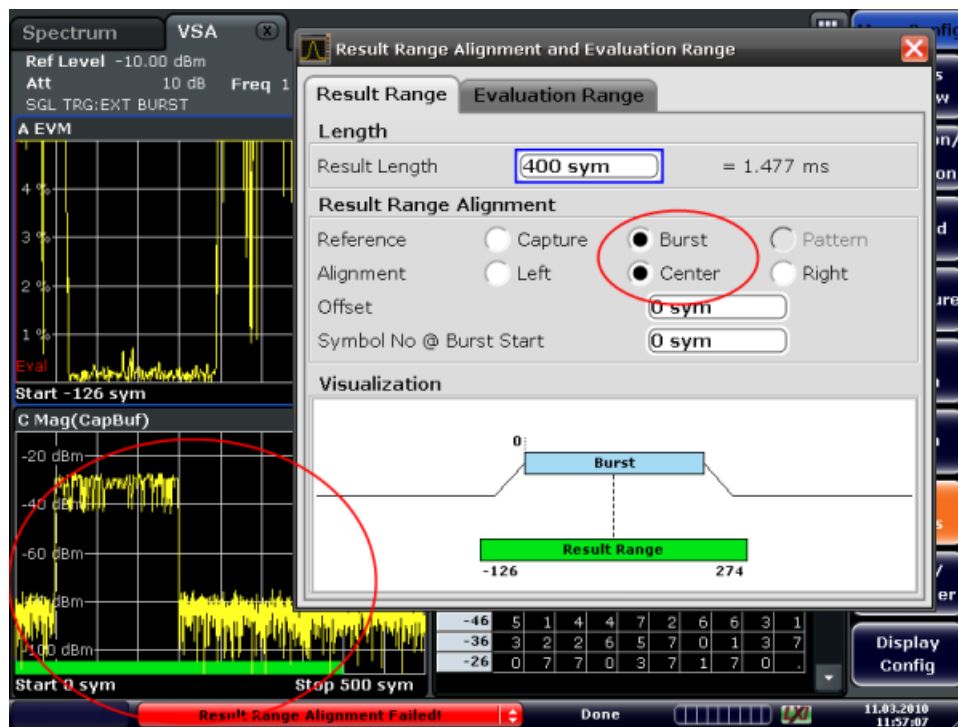 Spectrum
VSA
Ref Level -10.00 dBm
Att 10 dB Freq 1
SGL TRG:EXT BURST
A EVM
4 %
3 %
2 %
1 %
Eval
Start -126 sym
C Mag(CapBuf)
-20 dBm
-40 dBm
-60 dBm
dBm
-100 dBm
Start 0 sym Stop 500 sym
Result Range Alignment and Evaluation Range
Result Range
Evaluation Range
Length
Result Length 400 sym = 1.477 ms
Result Range Alignment
Reference Capture Burst Pattern
Alignment Left Center Right
Offset 0 sym
Symbol No @ Burst Start 0 sym
Visualization
0
Burst
Result Range
-126 274
-46 5 1 4 4 7 2 6 6 3 1
-36 3 2 2 6 5 7 0 1 3 7
-26 0 7 7 0 3 7 1 7 0 .
Display
Config
Result Range Alignment Failed!
Done
LXI
11.03.2010
11:57:07